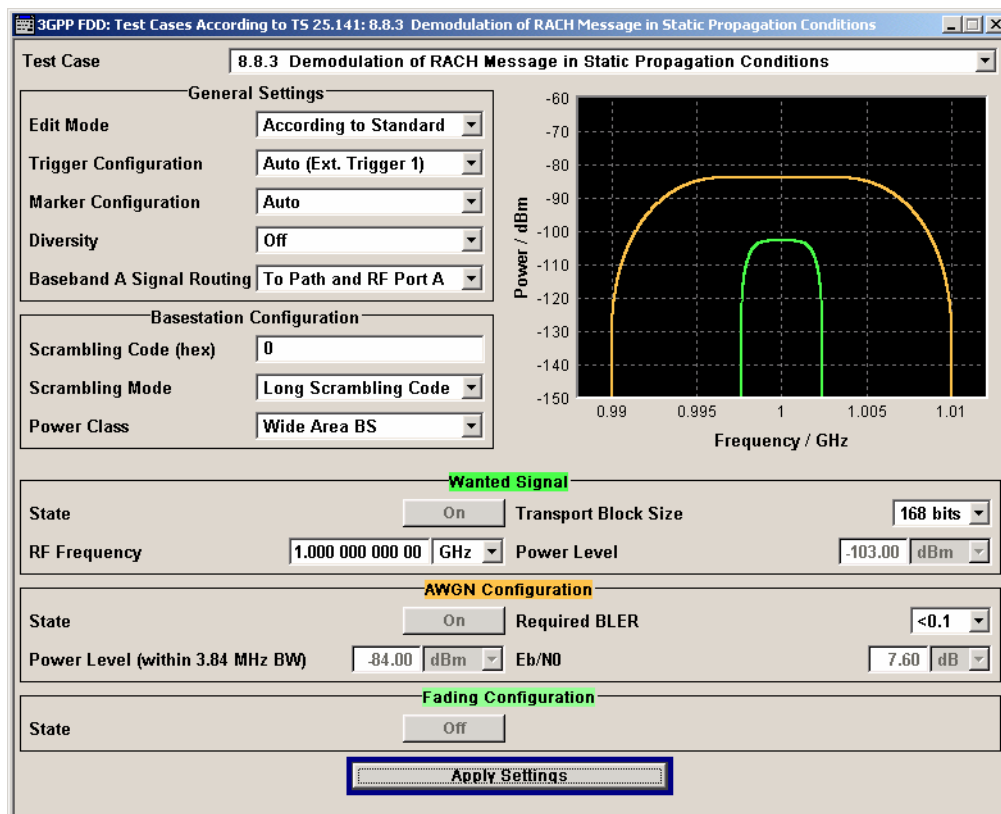 3GPP FDD: Test Cases According to TS 25.141: 8.8.3 Demodulation of RACH Message in Static Propagation Conditions
Test Case 8.8.3 Demodulation of RACH Message in Static Propagation Conditions
General Settings
Edit Mode According to Standard
Trigger Configuration Auto (Ext. Trigger 1)
Marker Configuration Auto
Diversity Off
Baseband A Signal Routing To Path and RF Port A
Basestation Configuration
Scrambling Code (hex) 0
Scrambling Mode Long Scrambling Code
Power Class Wide Area BS
Power / dBm
-60
-70
-80
-90
-100
-110
-120
-130
-140
-150
0.99 0.995 1 1.005 1.01
Frequency / GHz
Wanted Signal
State On Transport Block Size 168 bits
RF Frequency 1.000 000 000 00 GHz Power Level -103.00 dBm
AWGN Configuration
State On Required BLER <0.1
Power Level (within 3.84 MHz BW) -84.00 dBm Eb/N0 7.60 dB
Fading Configuration
State Off
Apply Settings